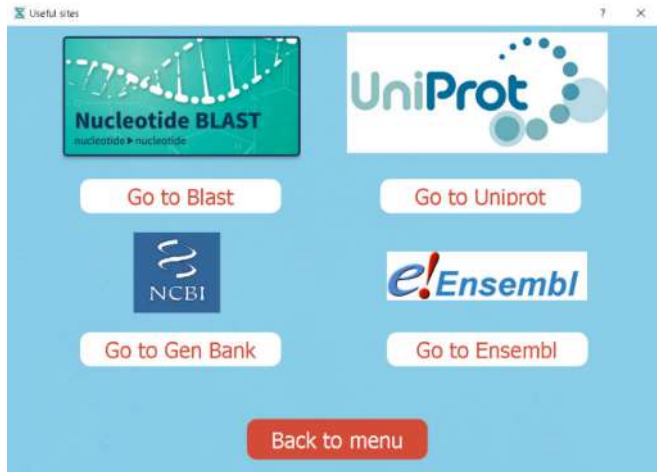 Useful sites
? ×
Nucleotide BLAST
nucleotide ▶ nucleotide
UniProt
Go to Blast
Go to Uniprot
NCBI
e!Ensembl
Go to Gen Bank
Go to Ensembl
Back to menu